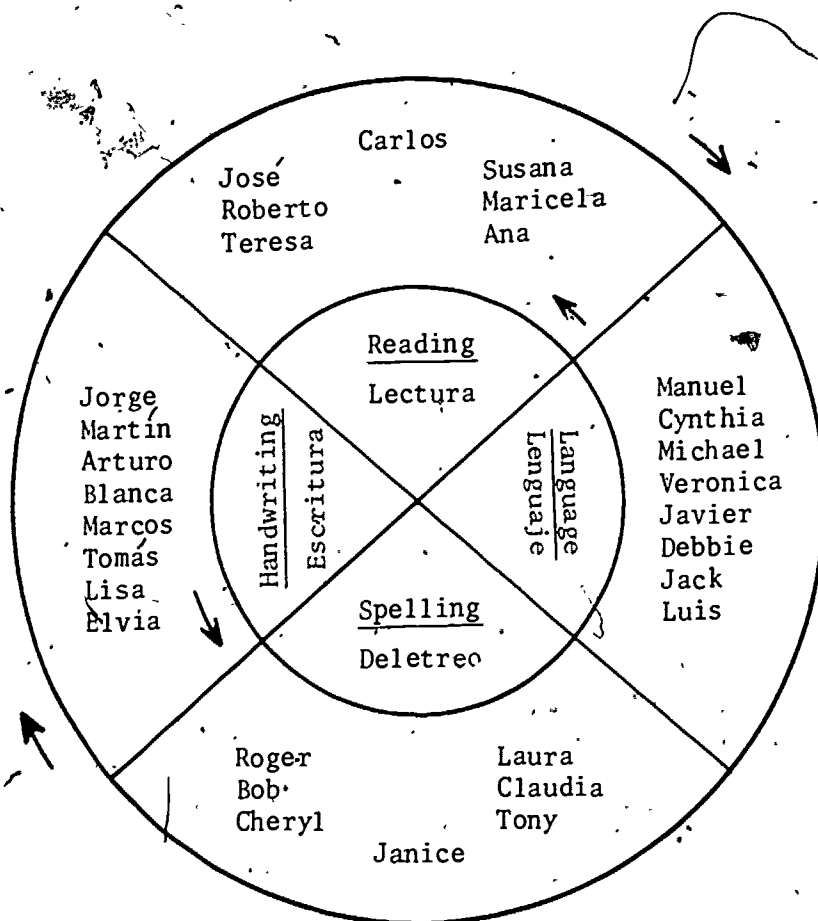 Carlos
José
Roberto
Teresa
Susana
Maricela
Ana
Reading
Lectura
Jorge
Martín
Arturo
Blanca
Marcos
Tomás
Lisa
Elvia
Handwriting
Escritura
Language
Lenguaje
Manuel
Cynthia
Michael
Veronica
Javier
Debbie
Jack
Luis
Spelling
Deletreo
Roger
Bob
Cheryl
Laura
Claudia
Tony
Janice